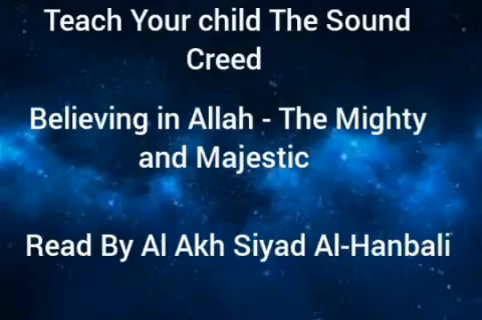 Teach Your child The Sound
Creed
Believing in Allah - The Mighty
and Majestic
Read By Al Akh Siyad Al-Hanbali